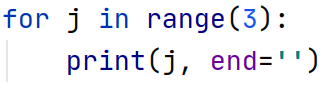 for j in range(3):
    print(j, end='')